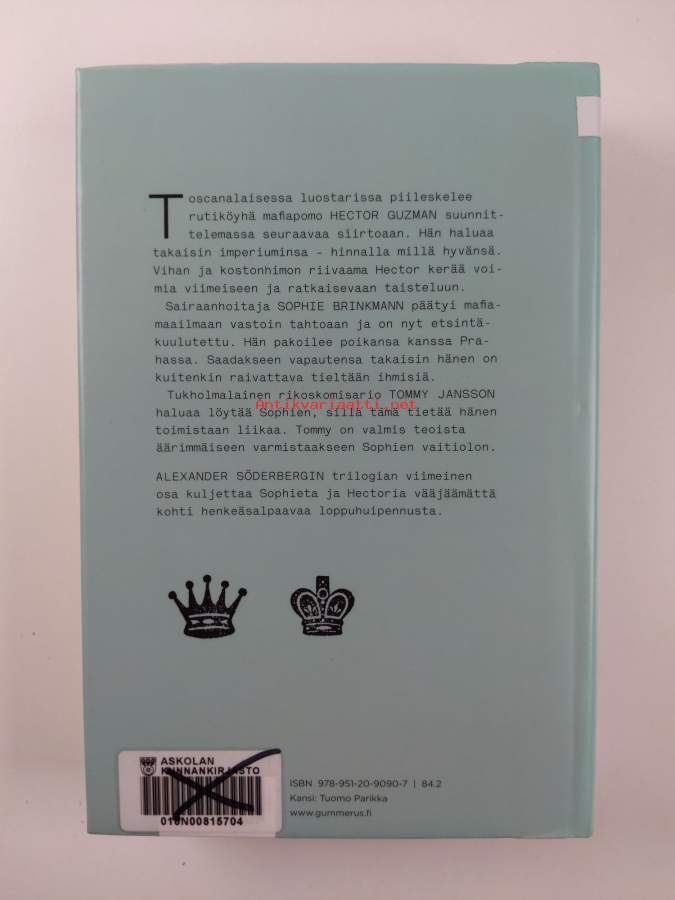 Toscanalaisessa luostarissa piileskelee
rutiköyhä mafiapomo HECTOR GUZMAN suunnit-
telemassa seuraavaa siirtoaan. Hän haluaa
takaisin imperiuminsa – hinnalla millä hyvänsä.
Vihan ja kostonhimon riivaama Hector kerää voi-
mia viimeiseen ja ratkaisevaan taisteluun.
Sairaanhoitaja SOPHIE BRINKMANN päätyi mafia-
maailmaan vastoin tahtoaan ja on nyt etsintä-
kuulutettu. Hän pakoilee poikansa kanssa Pra-
hassa. Saadakseen vapautensa takaisin hänen on
kuitenkin raivattava tieltään ihmisiä.
Tukholmalainen rikoskomisario TOMMY JANSSON
Antikvariaatti.net
haluaa löytää Sophien, sillä tämä tietää hänen
toimistaan liikaa. Tommy on valmis teoista
äärimmäiseen varmistaakseen Sophien vaitiolon.
ALEXANDER SÖDERBERGIN trilogian viimeinen
osa kuljettaa Sophieta ja Hectoria vääjäämättä
kohti henkeäsalpaavaa loppuhuipennusta.
ASKOLAN
KUNNANKIRJASTO
018N00815704
ISBN 978-951-20-9090-7 | 84.2
Kansi: Tuomo Parikka
www.gummerus.fi